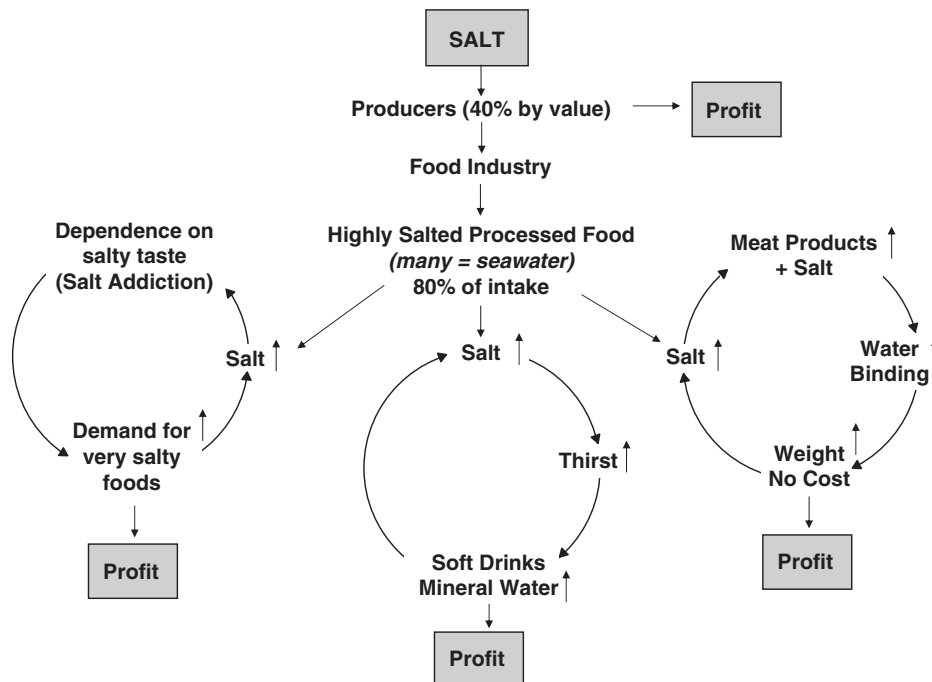 SALT
Producers (40% by value)
Profit
Food Industry
Highly Salted Processed Food
(many = seawater)
80% of intake
Dependence on
salty taste
(Salt Addiction)
Salt ↑
Demand for ↑
very salty
foods
Profit
Salt ↑
Thirst ↑
Soft Drinks
Mineral Water ↑
Profit
Meat Products ↑
+ Salt
Salt ↑
Water ↑
Binding
Weight ↑
No Cost
Profit